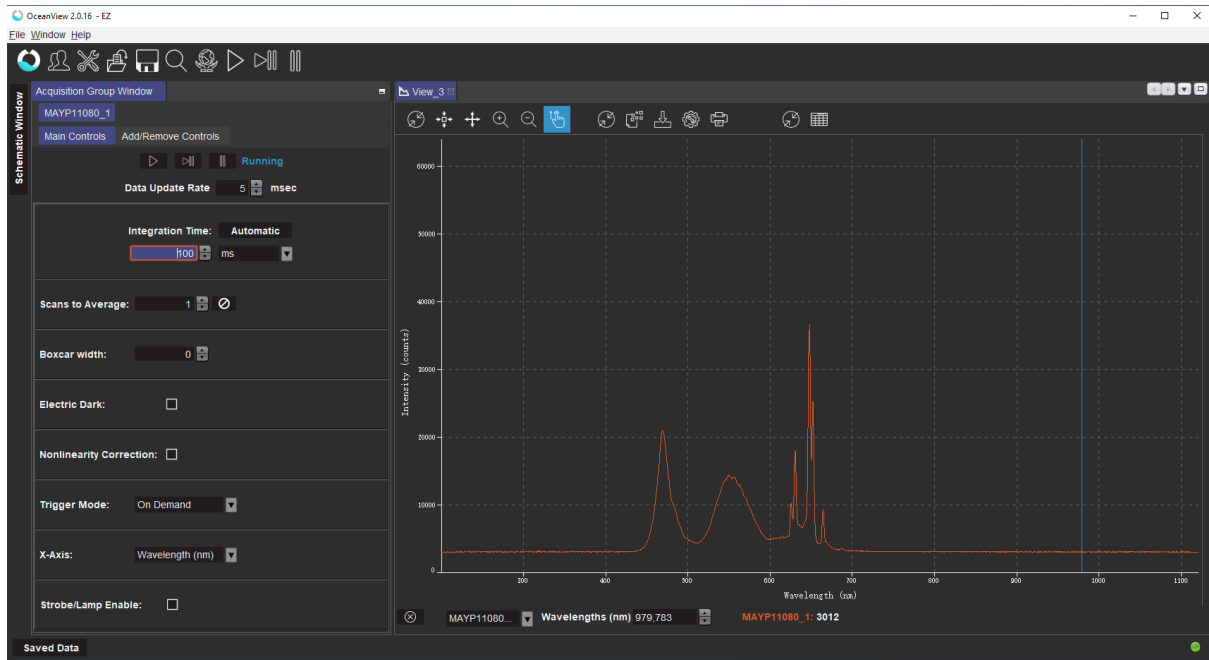 OceanView 2.0.16 - EZ
File Window Help
Schematic Window
Acquisition Group Window
MAYP11080_1
Main Controls Add/Remove Controls
Running
Data Update Rate 5 msec
Integration Time: Automatic
100 ms
Scans to Average: 1
Boxcar width: 0
Electric Dark:
Nonlinearity Correction:
Trigger Mode: On Demand
X-Axis: Wavelength (nm)
Strobe/Lamp Enable:
Saved Data
View_3
Intensity (counts)
60000
50000
40000
30000
20000
10000
0
300 400 500 600 700 800 900 1000 1100
Wavelength (nm)
MAYP11080... Wavelengths (nm) 979,783 MAYP11080_1: 3012